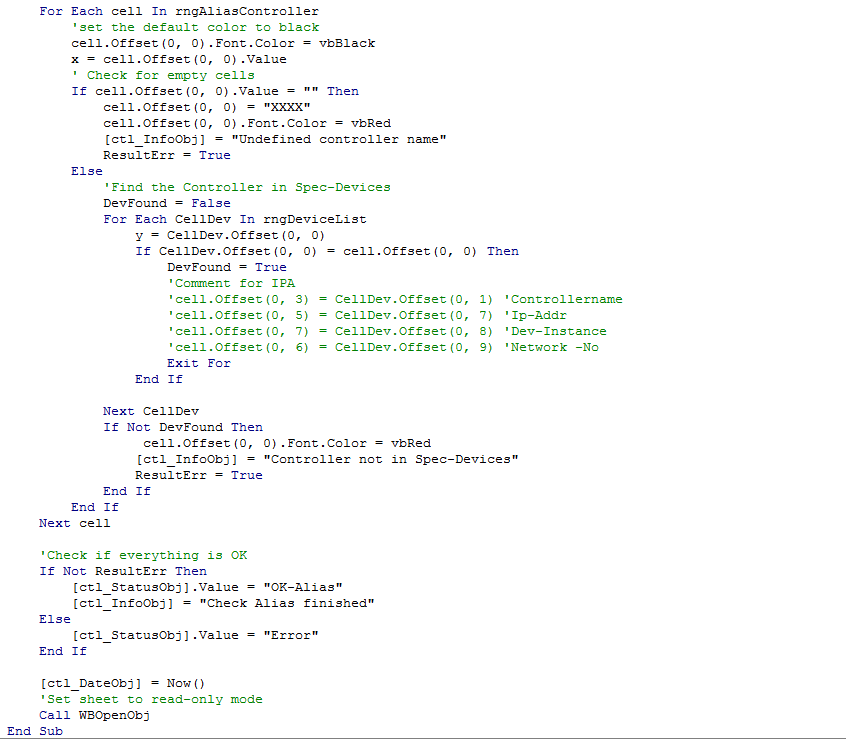 For Each cell In rngAliasController
        'set the default color to black
        cell.Offset(0, 0).Font.Color = vbBlack
        x = cell.Offset(0, 0).Value
        ' Check for empty cells
        If cell.Offset(0, 0).Value = "" Then
            cell.Offset(0, 0) = "XXXX"
            cell.Offset(0, 0).Font.Color = vbRed
            [ctl_InfoObj] = "Undefined controller name"
            ResultErr = True
        Else
            'Find the Controller in Spec-Devices
            DevFound = False
            For Each CellDev In rngDeviceList
                y = CellDev.Offset(0, 0)
                If CellDev.Offset(0, 0) = cell.Offset(0, 0) Then
                    DevFound = True
                    'Comment for IPA
                    'cell.Offset(0, 3) = CellDev.Offset(0, 1) 'Controllername
                    'cell.Offset(0, 5) = CellDev.Offset(0, 7) 'Ip-Addr
                    'cell.Offset(0, 7) = CellDev.Offset(0, 8) 'Dev-Instance
                    'cell.Offset(0, 6) = CellDev.Offset(0, 9) 'Network -No
                    Exit For
                End If

            Next CellDev
            If Not DevFound Then
                 cell.Offset(0, 0).Font.Color = vbRed
                [ctl_InfoObj] = "Controller not in Spec-Devices"
                ResultErr = True
            End If
        End If
    Next cell

    'Check if everything is OK
    If Not ResultErr Then
        [ctl_StatusObj].Value = "OK-Alias"
        [ctl_InfoObj] = "Check Alias finished"
    Else
        [ctl_StatusObj].Value = "Error"
    End If

    [ctl_DateObj] = Now()
    'Set sheet to read-only mode
    Call WBOpenObj
End Sub